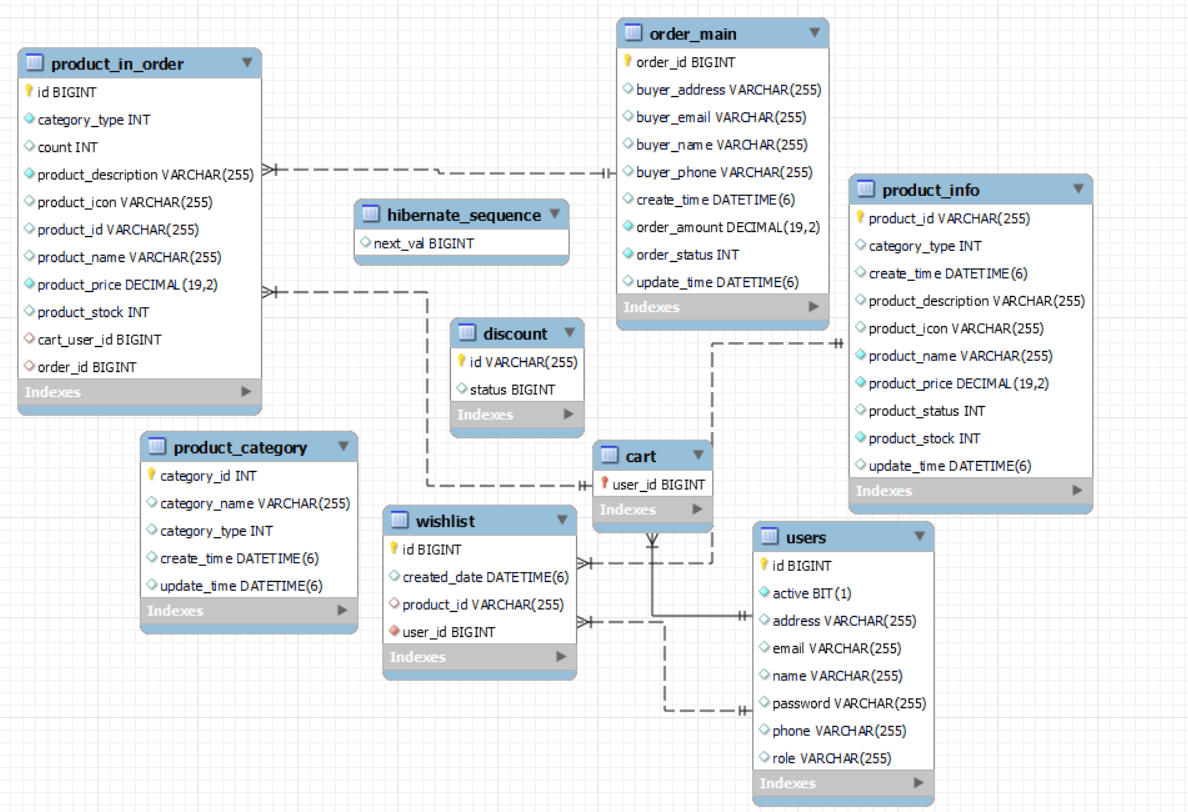 product_in_order
id BIGINT
category_type INT
count INT
product_description VARCHAR(255)
product_icon VARCHAR(255)
product_id VARCHAR(255)
product_name VARCHAR(255)
product_price DECIMAL(19,2)
product_stock INT
cart_user_id BIGINT
order_id BIGINT
Indexes
order_main
order_id BIGINT
buyer_address VARCHAR(255)
buyer_email VARCHAR(255)
buyer_name VARCHAR(255)
buyer_phone VARCHAR(255)
create_time DATETIME(6)
order_amount DECIMAL(19,2)
order_status INT
update_time DATETIME(6)
Indexes
hibernate_sequence
next_val BIGINT
product_info
product_id VARCHAR(255)
category_type INT
create_time DATETIME(6)
product_description VARCHAR(255)
product_icon VARCHAR(255)
product_name VARCHAR(255)
product_price DECIMAL(19,2)
product_status INT
product_stock INT
update_time DATETIME(6)
Indexes
discount
id VARCHAR(255)
status BIGINT
Indexes
product_category
category_id INT
category_name VARCHAR(255)
category_type INT
create_time DATETIME(6)
update_time DATETIME(6)
Indexes
cart
user_id BIGINT
Indexes
wishlist
id BIGINT
created_date DATETIME(6)
product_id VARCHAR(255)
user_id BIGINT
Indexes
users
id BIGINT
active BIT(1)
address VARCHAR(255)
email VARCHAR(255)
name VARCHAR(255)
password VARCHAR(255)
phone VARCHAR(255)
role VARCHAR(255)
Indexes